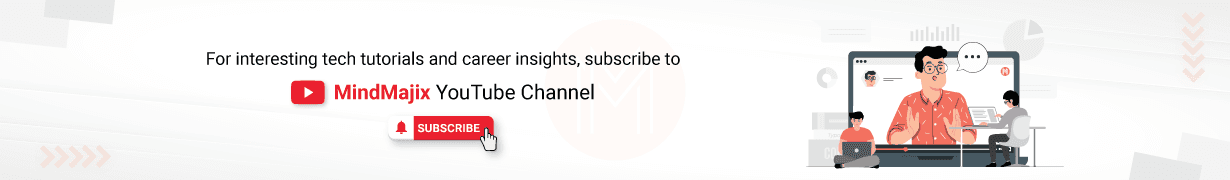 For interesting tech tutorials and career insights, subscribe to
MindMajix YouTube Channel
SUBSCRIBE